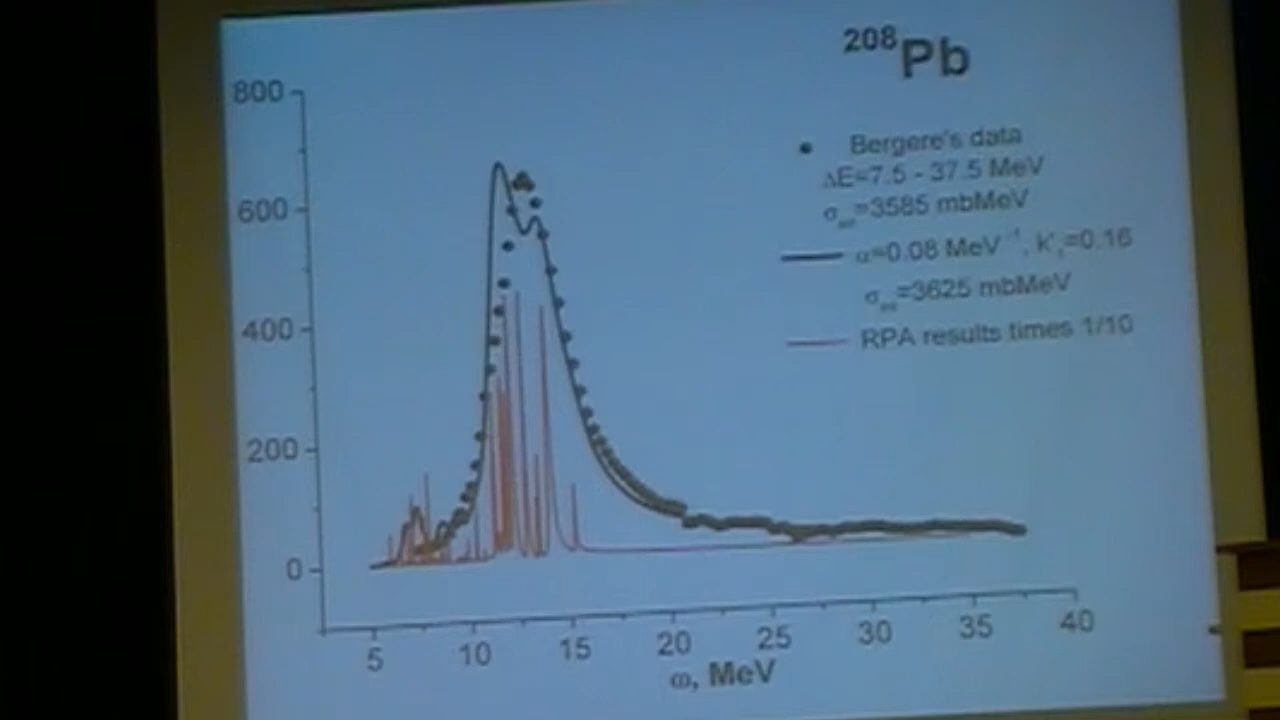 ²⁰⁸Pb
Bergere's data
ΔE=7.5 - 37.5 MeV
=3585 mbMeV
α=0.08 MeV⁻¹, k'=0.16
=3625 mbMeV
RPA results times 1/10
800
600
400
200
0
5 10 15 20 25 30 35 40
ω, MeV